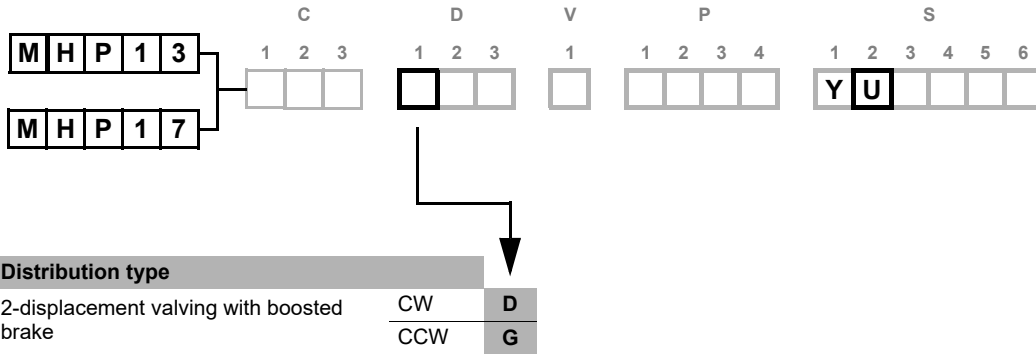 C D V P S
M H P 1 3 1 2 3 1 2 3 1 1 2 3 4 1 2 3 4 5 6
Y U
M H P 1 7
Distribution type
2-displacement valving with boosted brake CW D
CCW G